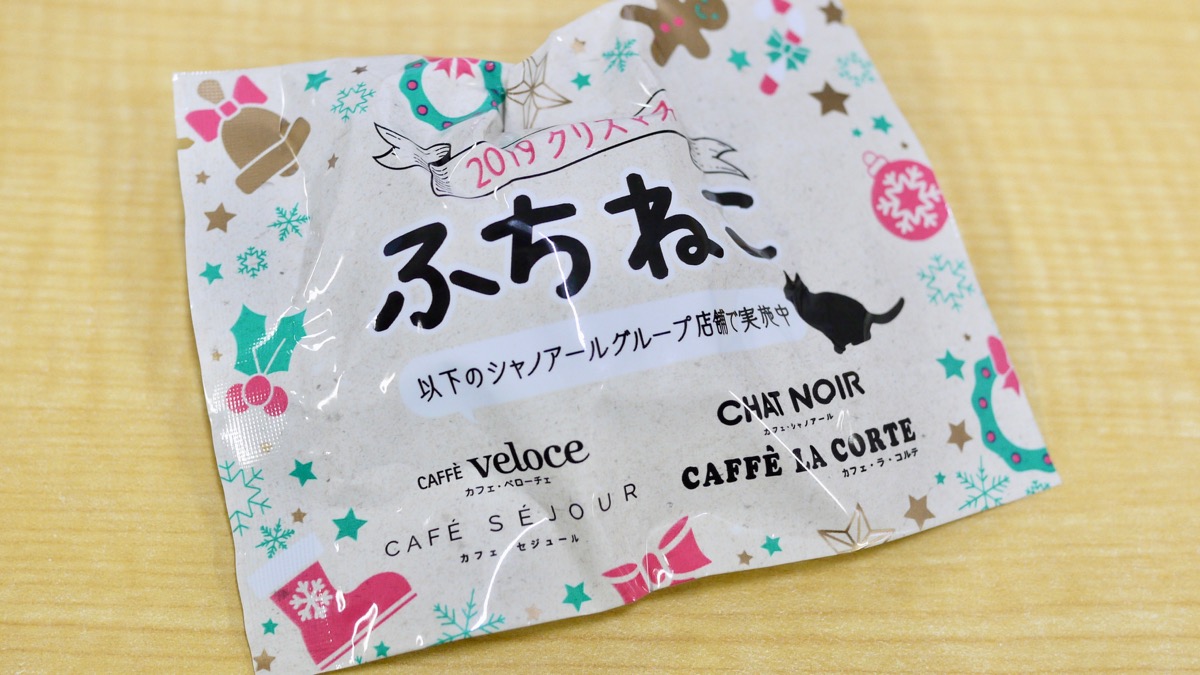 2019 クリスマス
ふちねこ
以下のシャノアールグループ店舗で実施中
CAFFÈ veloce
カフェ・ベローチェ
CHAT NOIR
カフェ・シャノアール
CAFÉ SÉJOUR
カフェ セジュール
CAFFÈ LA CORTE
カフェ・ラ・コルテ